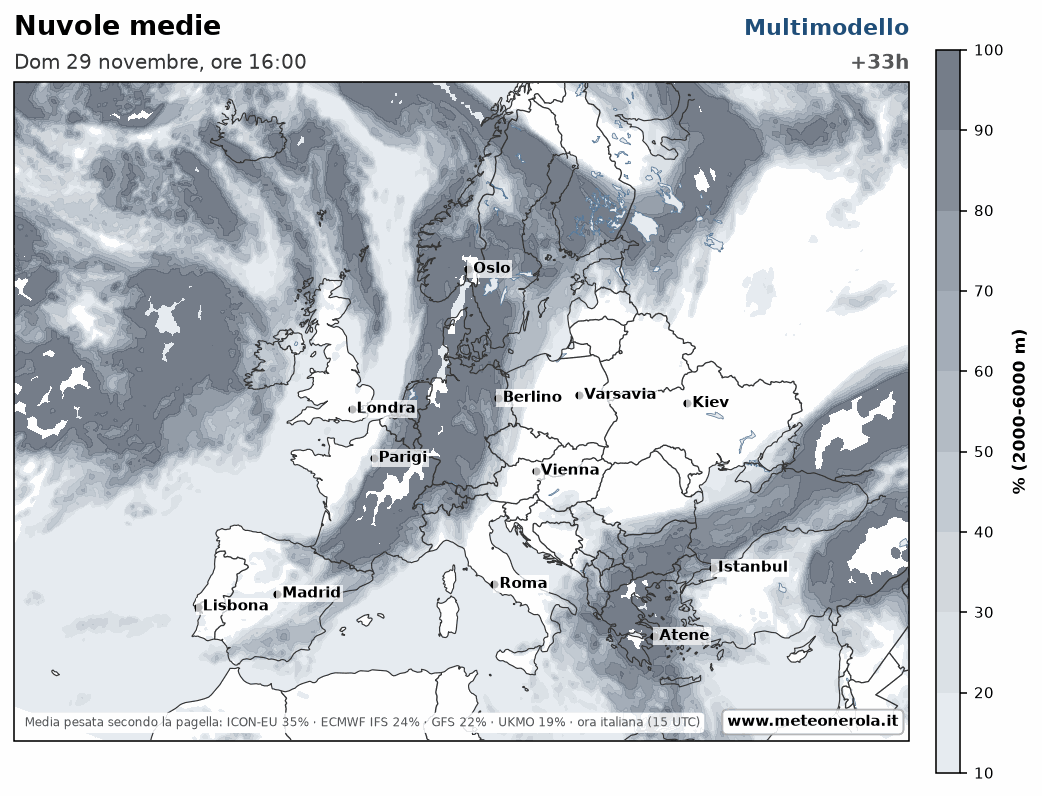 Nuvole medie
Multimodello
Dom 29 novembre, ore 16:00
+33h
100
90
80
70
60
50
40
30
20
10
% (2000-6000 m)
Oslo
Londra
Berlino
Varsavia
Kiev
Parigi
Vienna
Madrid
Lisbona
Roma
Istanbul
Atene
Media pesata secondo la pagella: ICON-EU 35% · ECMWF IFS 24% · GFS 22% · UKMO 19% · ora italiana (15 UTC)
www.meteonerola.it